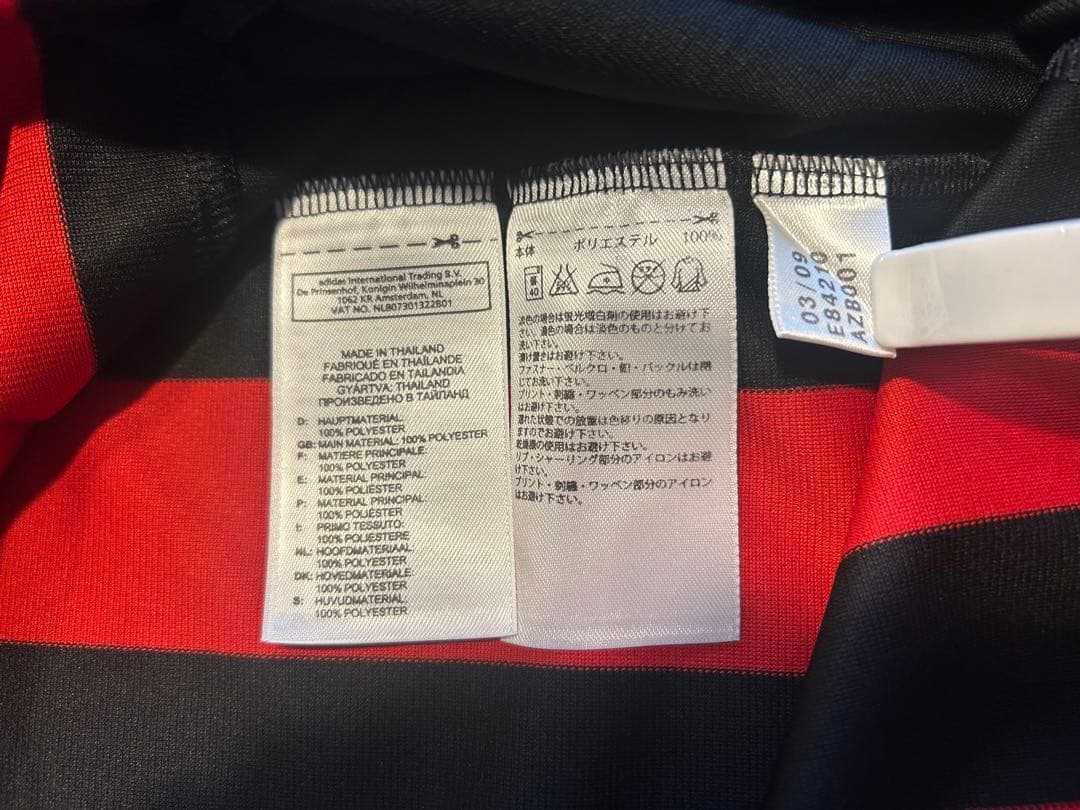 adidas International Trading B.V.
De Prinsenhof, Konigin Wilhelminaplein 30
1062 KR Amsterdam, NL
VAT NO. NL807301322B01
MADE IN THAILAND
FABRIQUÉ EN THAÏLANDE
FABRICADO EN TAILANDIA
GYÁRTVA: THAILAND
ПРОИЗВЕДЕНО В ТАЙЛАНД
D: HAUPTMATERIAL:
100% POLYESTER
GB: MAIN MATERIAL: 100% POLYESTER
F: MATIERE PRINCIPALE:
100% POLYESTER
E: MATERIAL PRINCIPAL:
100% POLIÉSTER
P: MATERIAL PRINCIPAL:
100% POLIÉSTER
I: PRIMO TESSUTO:
100% POLIESTERE
NL: HOOFDMATERIAAL:
100% POLYESTER
DK: HOVEDMATERIALE:
100% POLYESTER
S: HUVUDMATERIAL:
100% POLYESTER
本体 ポリエステル 100%
40
淡色の場合は蛍光増白剤の使用はお避け下
さい。淡色の場合は淡色のものと分けてお
洗い下さい。
漬け置きはお避け下さい。
ファスナー・ベルクロ・釦・バックルは閉
じてお洗い下さい。
プリント・刺繍・ワッペン部分のもみ洗い
はお避け下さい。
濡れた状態での放置は色移りの原因となり
ますのでお避け下さい。
乾燥機の使用はお避け下さい。
リブ・シャーリング部分のアイロンはお避
け下さい。
プリント・刺繍・ワッペン部分のアイロン
はお避け下さい。
03/09
E84210
AZB001